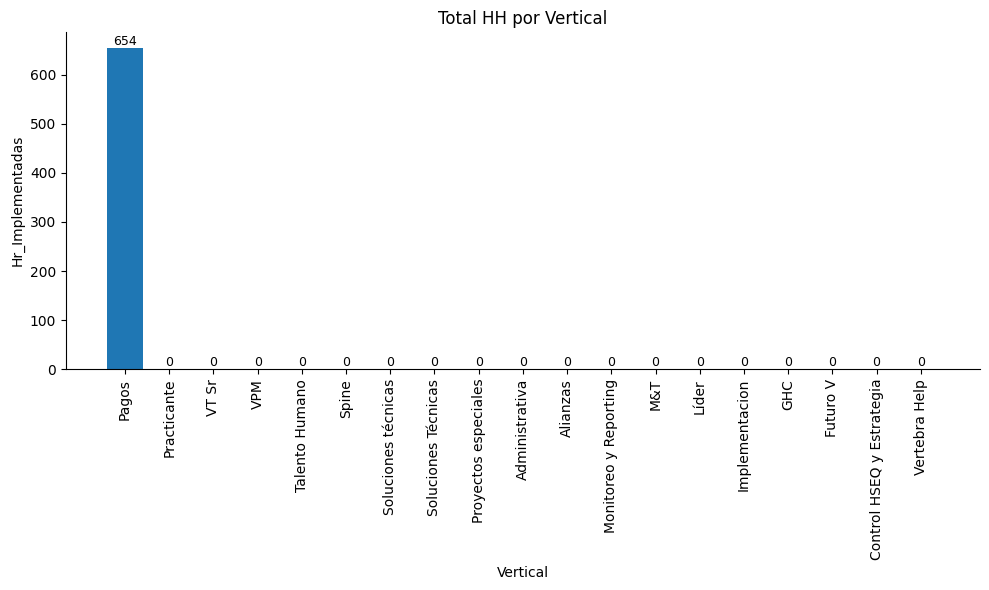 Total HH por Vertical
Hr_Implementadas
600
500
400
300
200
100
0
654
0 0 0 0 0 0 0 0 0 0 0 0 0 0 0 0 0 0
Pagos
Practicante
VT Sr
VPM
Talento Humano
Spine
Soluciones técnicas
Soluciones Técnicas
Proyectos especiales
Administrativa
Alianzas
Monitoreo y Reporting
M&T
Líder
Implementacion
GHC
Futuro V
Control HSEQ y Estrategia
Vertebra Help
Vertical